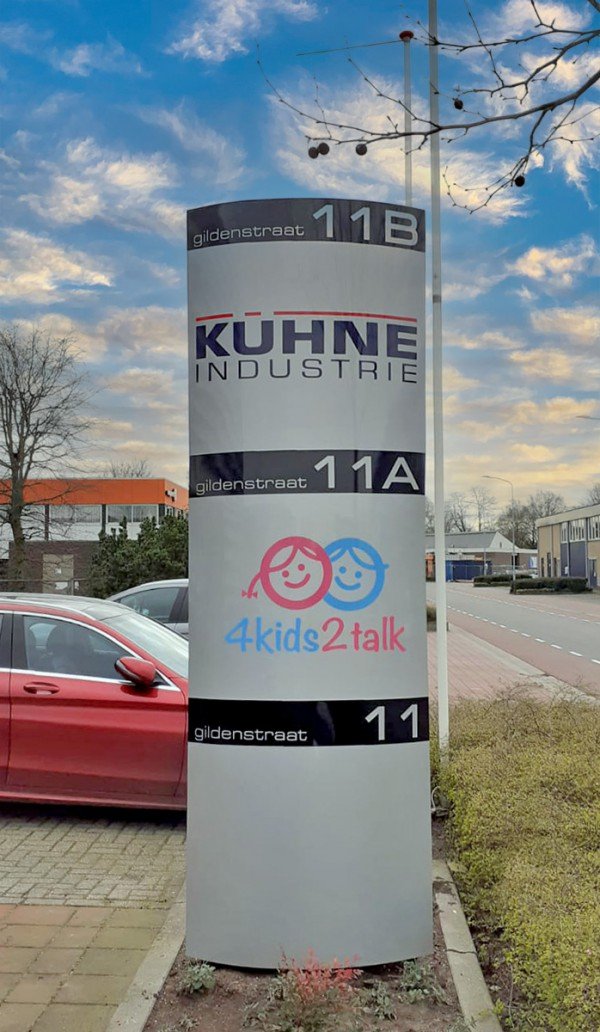 gildenstraat 11B
KÜHNE
INDUSTRIE
gildenstraat 11A
4kids2talk
gildenstraat 11